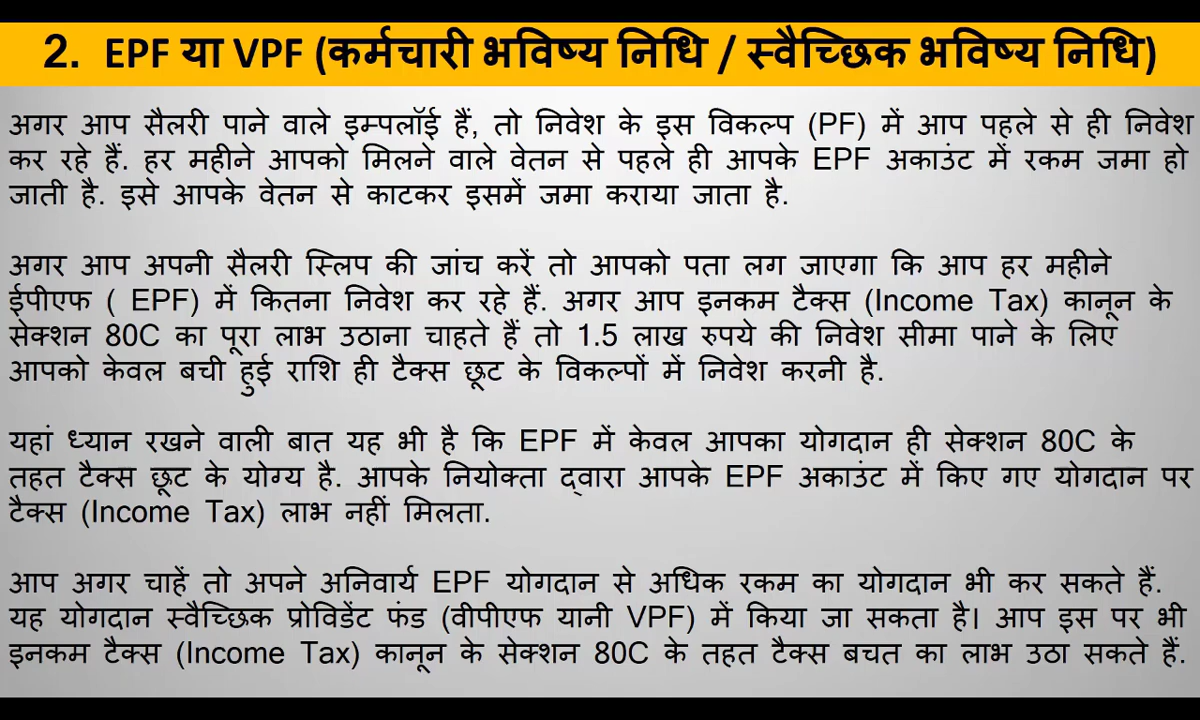 2. EPF या VPF (कर्मचारी भविष्य निधि / स्वैच्छिक भविष्य निधि)
अगर आप सैलरी पाने वाले इम्पलॉई हैं, तो निवेश के इस विकल्प (PF) में आप पहले से ही निवेश
कर रहे हैं. हर महीने आपको मिलने वाले वेतन से पहले ही आपके EPF अकाउंट में रकम जमा हो
जाती है. इसे आपके वेतन से काटकर इसमें जमा कराया जाता है.
अगर आप अपनी सैलरी स्लिप की जांच करें तो आपको पता लग जाएगा कि आप हर महीने
ईपीएफ ( EPF) में कितना निवेश कर रहे हैं. अगर आप इनकम टैक्स (Income Tax) कानून के
सेक्शन 80C का पूरा लाभ उठाना चाहते हैं तो 1.5 लाख रुपये की निवेश सीमा पाने के लिए
आपको केवल बची हुई राशि ही टैक्स छूट के विकल्पों में निवेश करनी है.
यहां ध्यान रखने वाली बात यह भी है कि EPF में केवल आपका योगदान ही सेक्शन 80C के
तहत टैक्स छूट के योग्य है. आपके नियोक्ता द्वारा आपके EPF अकाउंट में किए गए योगदान पर
टैक्स (Income Tax) लाभ नहीं मिलता.
आप अगर चाहें तो अपने अनिवार्य EPF योगदान से अधिक रकम का योगदान भी कर सकते हैं.
यह योगदान स्वैच्छिक प्रोविडेंट फंड (वीपीएफ यानी VPF) में किया जा सकता है। आप इस पर भी
इनकम टैक्स (Income Tax) कानून के सेक्शन 80C के तहत टैक्स बचत का लाभ उठा सकते हैं.